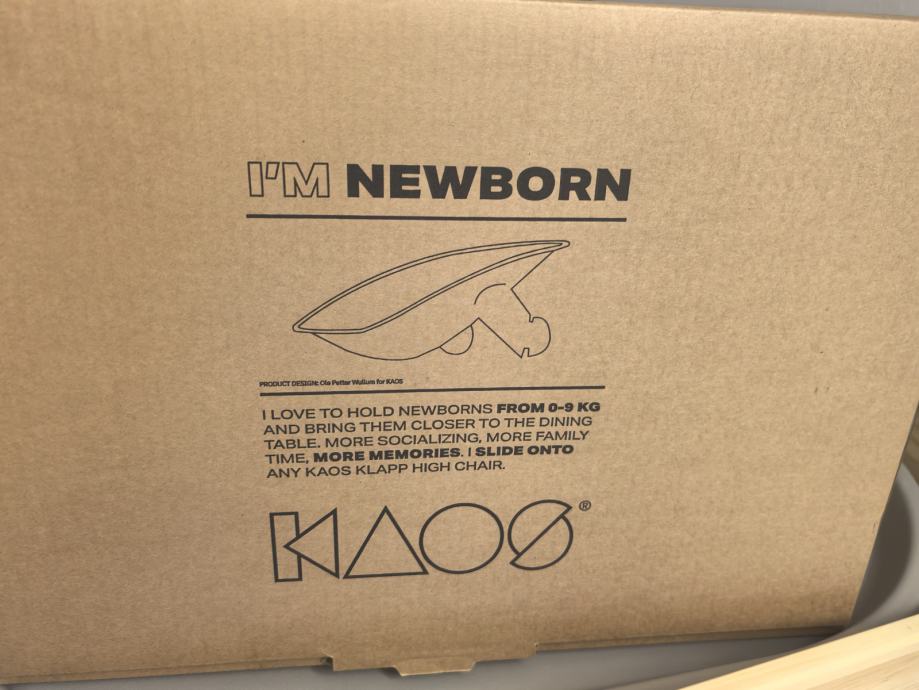 I'M NEWBORN
PRODUCT DESIGN: Ole Petter Wullum for KAOS
I LOVE TO HOLD NEWBORNS FROM 0-9 KG
AND BRING THEM CLOSER TO THE DINING
TABLE. MORE SOCIALIZING, MORE FAMILY
TIME, MORE MEMORIES. I SLIDE ONTO
ANY KAOS KLAPP HIGH CHAIR.
KAOS®